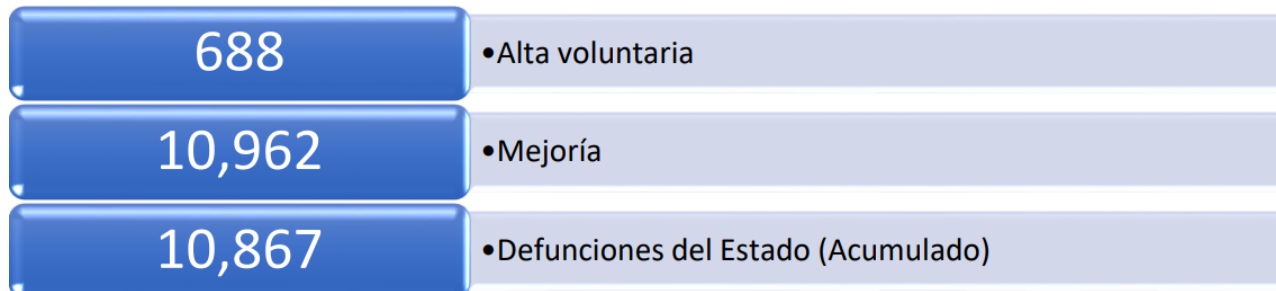 688
•Alta voluntaria
10,962
•Mejoría
10,867
•Defunciones del Estado (Acumulado)